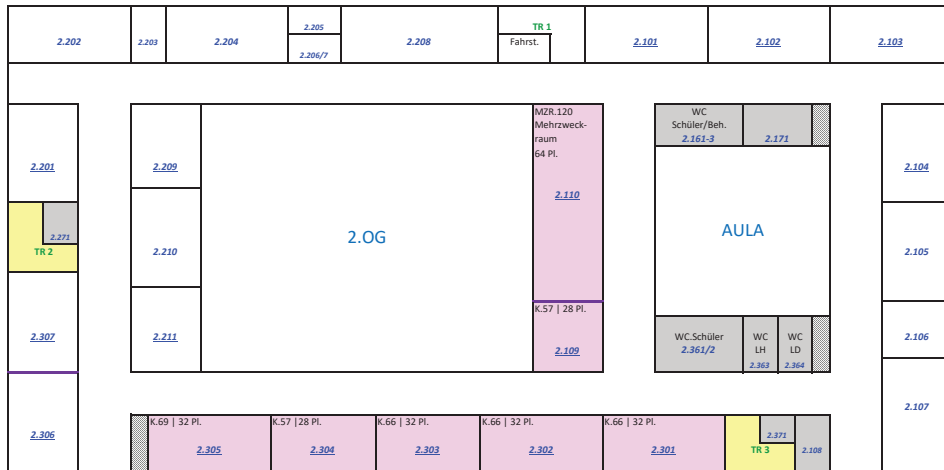 2.202
2.203
2.204
2.205
2.206/7
2.208
TR 1
Fahrst.
2.101
2.102
2.103
2.201
2.271
TR 2
2.307
2.306
2.209
2.210
2.211
2.OG
MZR.120
Mehrzweck-
raum
64 Pl.
2.110
K.57 | 28 Pl.
2.109
WC
Schüler/Beh.
2.161-3
2.171
AULA
WC.Schüler
2.361/2
WC
LH
2.363
WC
LD
2.364
2.104
2.105
2.106
2.107
K.69 | 32 Pl.
2.305
K.57 |28 Pl.
2.304
K.66 | 32 Pl.
2.303
K.66 | 32 Pl.
2.302
K.66 | 32 Pl.
2.301
2.371
TR 3
2.108